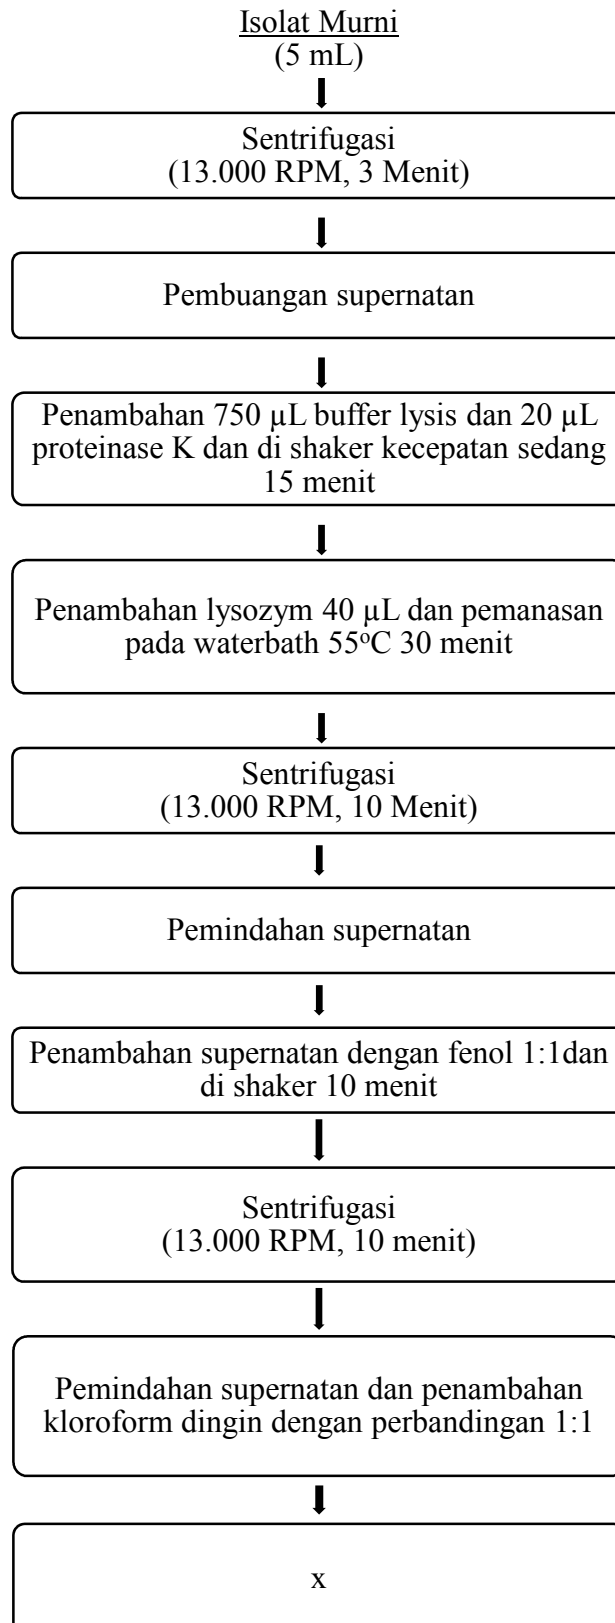 Isolat Murni
(5 mL)
Sentrifugasi
(13.000 RPM, 3 Menit)
Pembuangan supernatan
Penambahan 750 µL buffer lysis dan 20 µL
proteinase K dan di shaker kecepatan sedang
15 menit
Penambahan lysozym 40 µL dan pemanasan
pada waterbath 55ºC 30 menit
Sentrifugasi
(13.000 RPM, 10 Menit)
Pemindahan supernatan
Penambahan supernatan dengan fenol 1:1dan
di shaker 10 menit
Sentrifugasi
(13.000 RPM, 10 menit)
Pemindahan supernatan dan penambahan
kloroform dingin dengan perbandingan 1:1
x